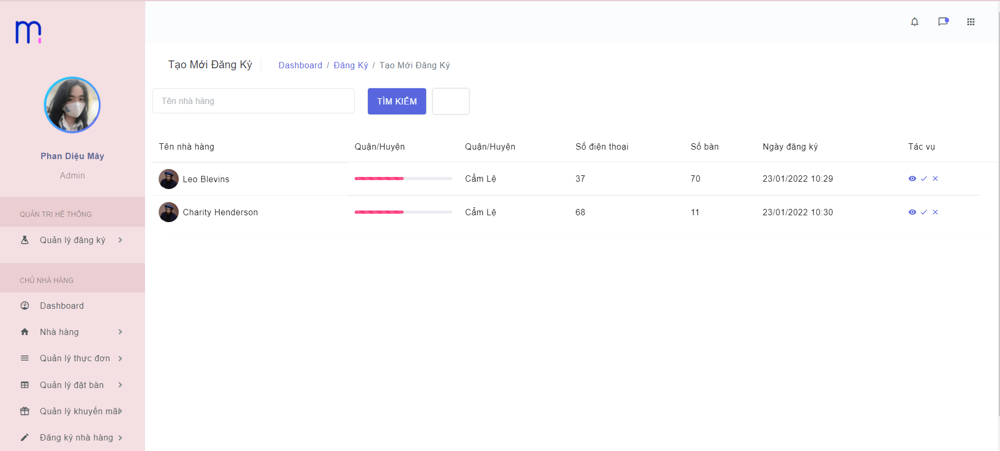 m
Phan Diệu Mây
Admin
QUẢN TRỊ HỆ THỐNG
Quản lý đăng ký
CHỦ NHÀ HÀNG
Dashboard
Nhà hàng
Quản lý thực đơn
Quản lý đặt bàn
Quản lý khuyến mãi
Đăng ký nhà hàng
Tạo Mới Đăng Ký
Dashboard / Đăng Ký / Tạo Mới Đăng Ký
Tên nhà hàng
TÌM KIẾM
Tên nhà hàng Quận/Huyện Quận/Huyện Số điện thoại Số bàn Ngày đăng ký Tác vụ
Leo Blevins Cẩm Lệ 37 70 23/01/2022 10:29
Charity Henderson Cẩm Lệ 68 11 23/01/2022 10:30